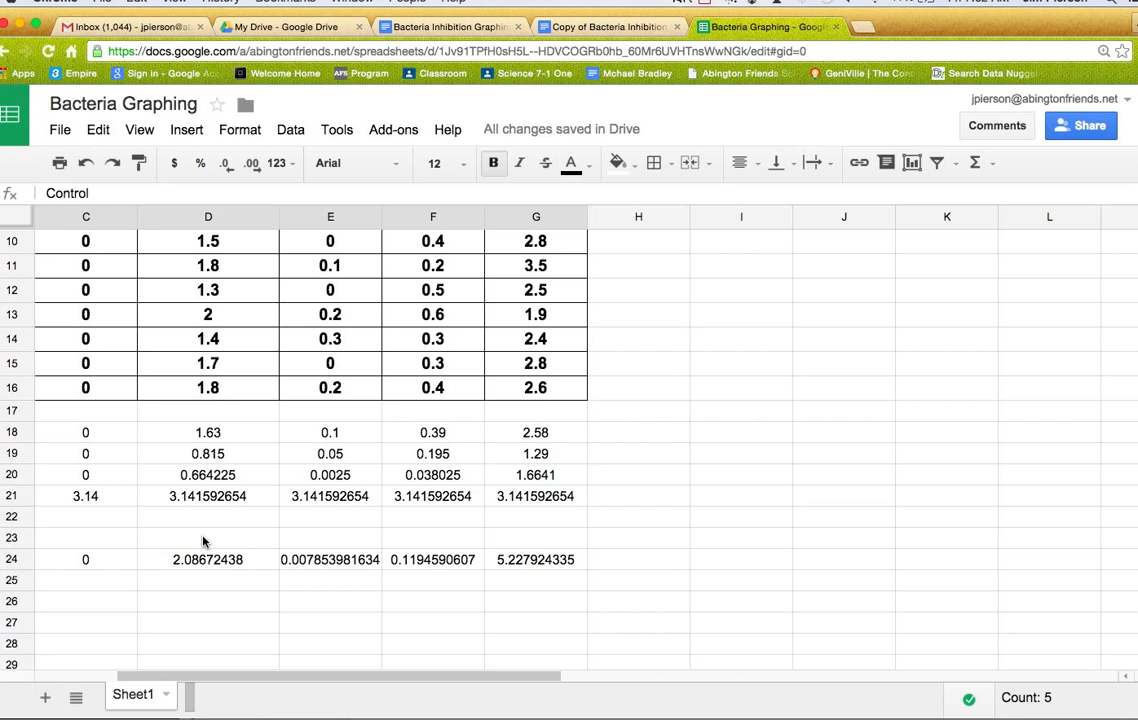 Inbox (1,044) - jpierson@ab
My Drive - Google Drive
Bacteria Inhibition Graphin
Copy of Bacteria Inhibition
Bacteria Graphing - Googl
https://docs.google.com/a/abingtonfriends.net/spreadsheets/d/1Jv91TPfH0sH5L--HDVCOGRb0hb_60Mr6UVHTnsWwNGk/edit#gid=0
Apps Empire Sign in - Google Acc Welcome Home AFS Program Classroom Science 7-1 One Mchael Bradley Abington Friends Sc GeniVille | The Con Search Data Nugge
Bacteria Graphing
jpierson@abingtonfriends.net
File Edit View Insert Format Data Tools Add-ons Help All changes saved in Drive
Comments Share
$ % .0 .00 123 Arial 12 B I S A Σ
fx Control
C D E F G H I J K L
10 0 1.5 0 0.4 2.8
11 0 1.8 0.1 0.2 3.5
12 0 1.3 0 0.5 2.5
13 0 2 0.2 0.6 1.9
14 0 1.4 0.3 0.3 2.4
15 0 1.7 0 0.3 2.8
16 0 1.8 0.2 0.4 2.6
17
18 0 1.63 0.1 0.39 2.58
19 0 0.815 0.05 0.195 1.29
20 0 0.664225 0.0025 0.038025 1.6641
21 3.14 3.141592654 3.141592654 3.141592654 3.141592654
22
23
24 0 2.08672438 0.007853981634 0.1194590607 5.227924335
25
26
27
28
29
Sheet1
Count: 5